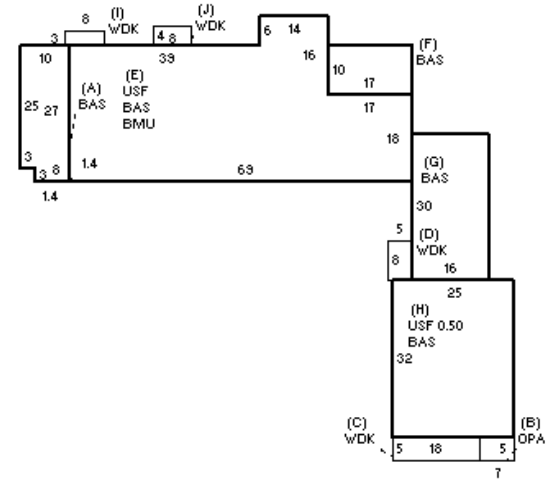 8 (I) WDK
(J) WDK
3
4 8
6 14
10
39
16
(F) BAS
(A) BAS
(E)
USF
BAS
BMU
10 17
17
25 27
18
3
3 8
1.4
69
1.4
(G)
BAS
30
5
(D)
WDK
8
16
25
(H)
USF 0.50
BAS
32
(C)
WDK
5 18
5
(B)
OPA
7